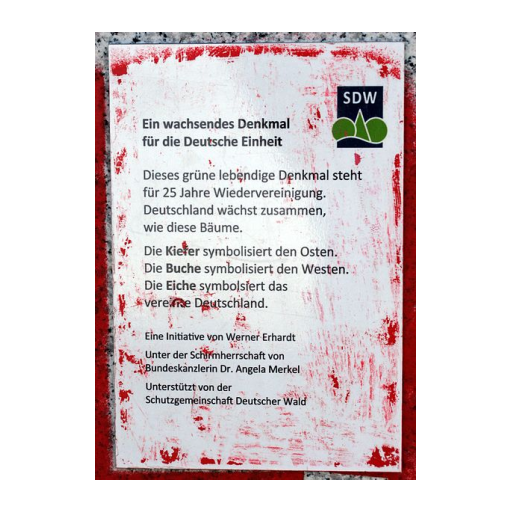 SDW
Ein wachsendes Denkmal
für die Deutsche Einheit
Dieses grüne lebendige Denkmal steht
für 25 Jahre Wiedervereinigung.
Deutschland wächst zusammen,
wie diese Bäume.
Die Kiefer symbolisiert den Osten.
Die Buche symbolisiert den Westen.
Die Eiche symbolsiert das
vereinte Deutschland.
Eine Initiative von Werner Erhardt
Unter der Schirmherrschaft von
Bundeskanzlerin Dr. Angela Merkel
Unterstützt von der
Schutzgemeinschaft Deutscher Wald